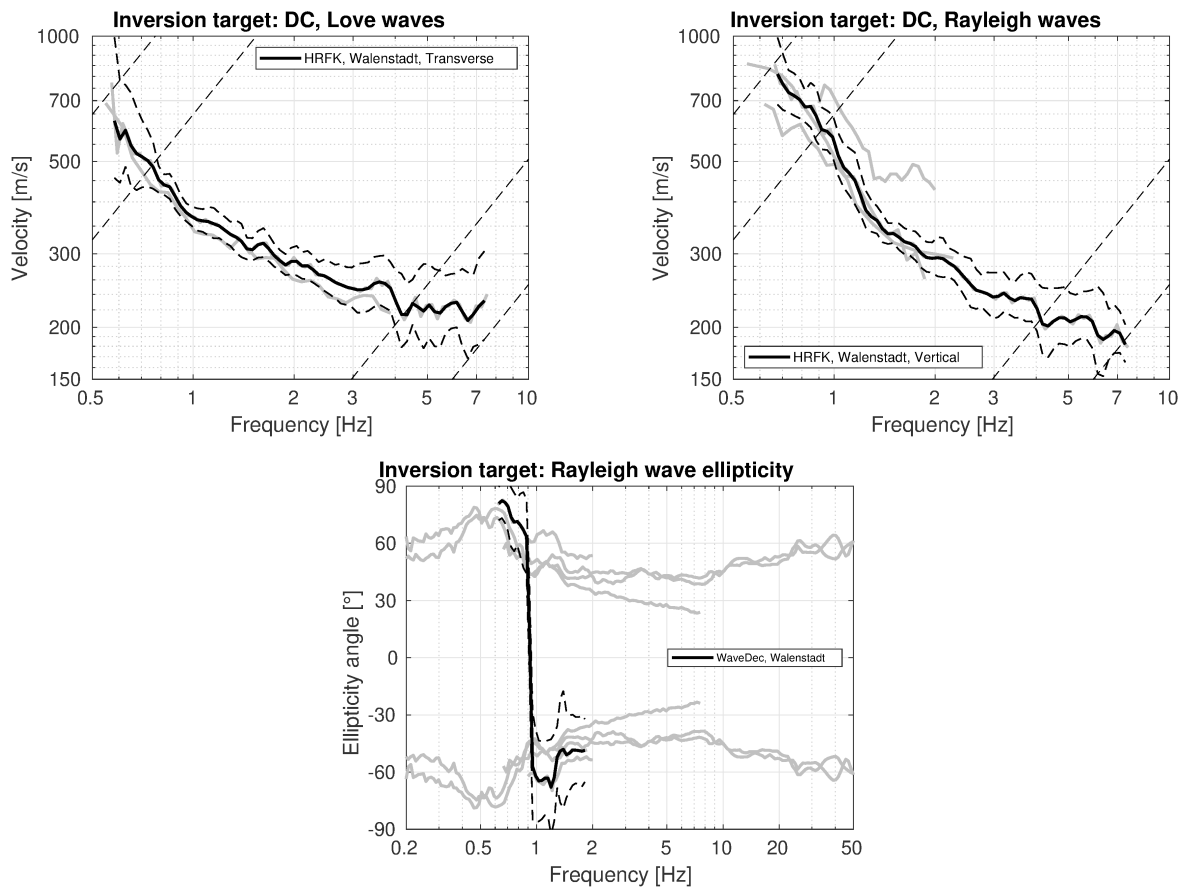 Inversion target: DC, Love waves
1000
700
500
300
200
150
Velocity [m/s]
HRFK, Walenstadt, Transverse
0.5 1 2 5 7 10
Frequency [Hz]
Inversion target: DC, Rayleigh waves
1000
700
500
300
200
150
Velocity [m/s]
HRFK, Walenstadt, Vertical
0.5 1 2 5 7 10
Frequency [Hz]
Inversion target: Rayleigh wave ellipticity
90
60
30
0
-30
-60
-90
Ellipticity angle [°]
WaveDec, Walenstadt
0.2 0.5 1 2 5 10 20 50
Frequency [Hz]